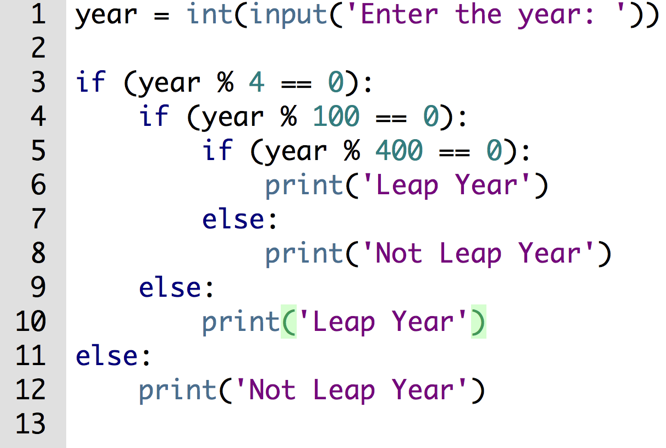 1 year = int(input('Enter the year: '))
2
3 if (year % 4 == 0):
4     if (year % 100 == 0):
5         if (year % 400 == 0):
6             print('Leap Year')
7         else:
8             print('Not Leap Year')
9     else:
10         print('Leap Year')
11 else:
12     print('Not Leap Year')
13